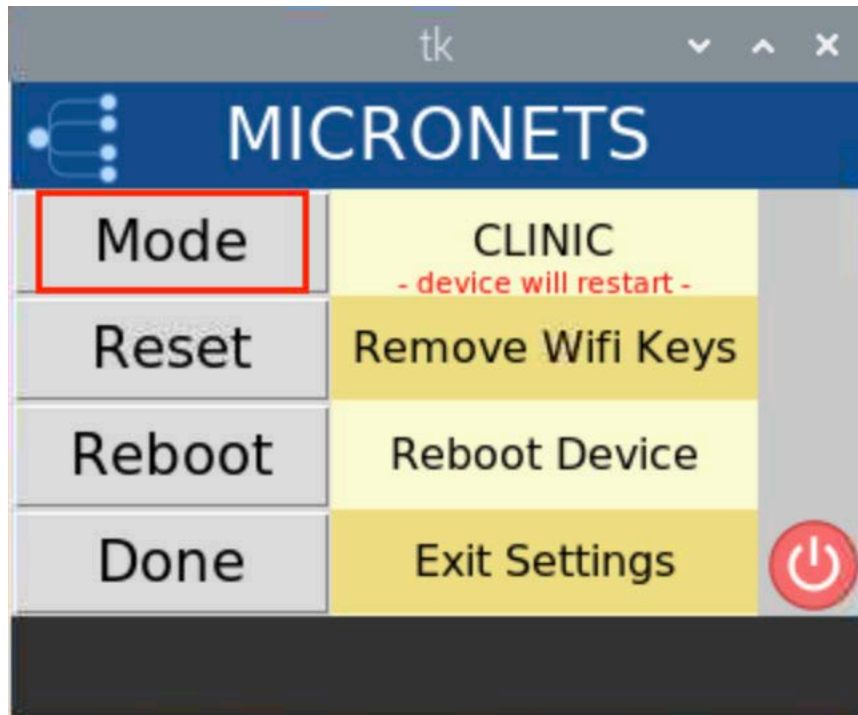 tk
MICRONETS
Mode
CLINIC
- device will restart -
Reset
Remove Wifi Keys
Reboot
Reboot Device
Done
Exit Settings